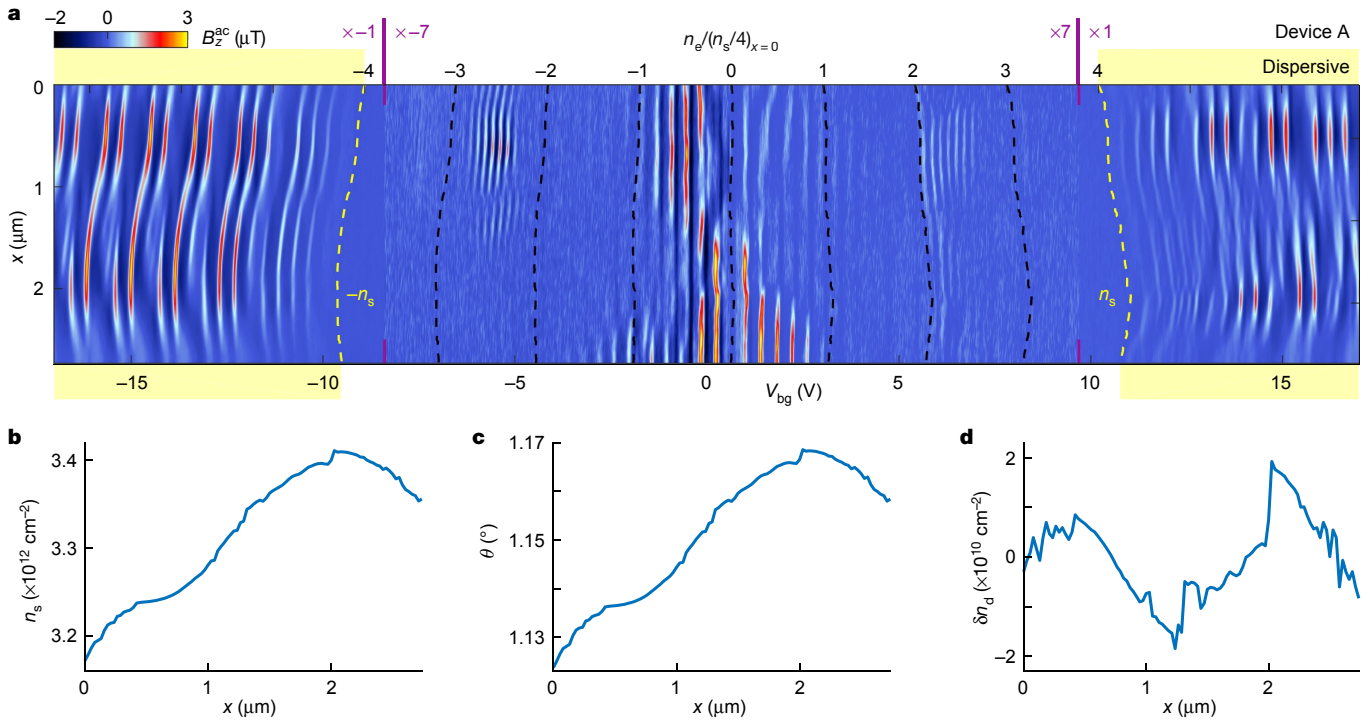 a
−2 0 3 B_z^ac (μT) ×−1 ×−7 n_e/(n_s/4)_{x = 0} ×7 ×1 Device A
−4 −3 −2 −1 0 1 2 3 4 Dispersive
0
1
2
x (μm)
−n_s n_s
−15 −10 −5 0 5 10 15
V_bg (V)
b
n_s (×10^12 cm^−2)
3.4
3.3
3.2
0 1 2
x (μm)
c
θ (°)
1.17
1.15
1.13
0 1 2
x (μm)
d
δn_d (×10^10 cm^−2)
2
0
−2
0 1 2
x (μm)